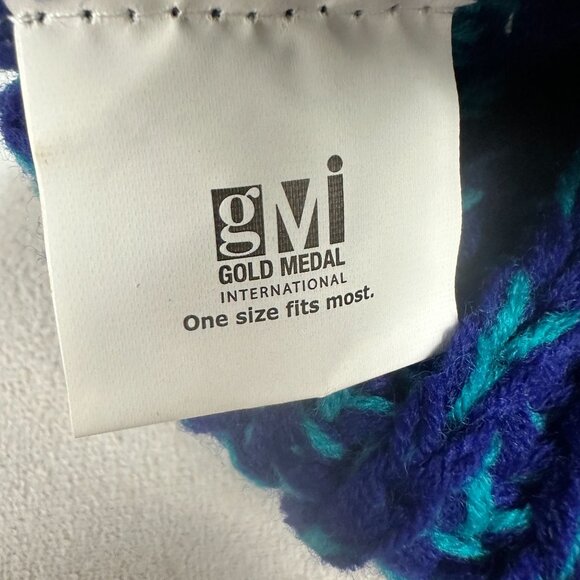 gMi
GOLD MEDAL
INTERNATIONAL
One size fits most.